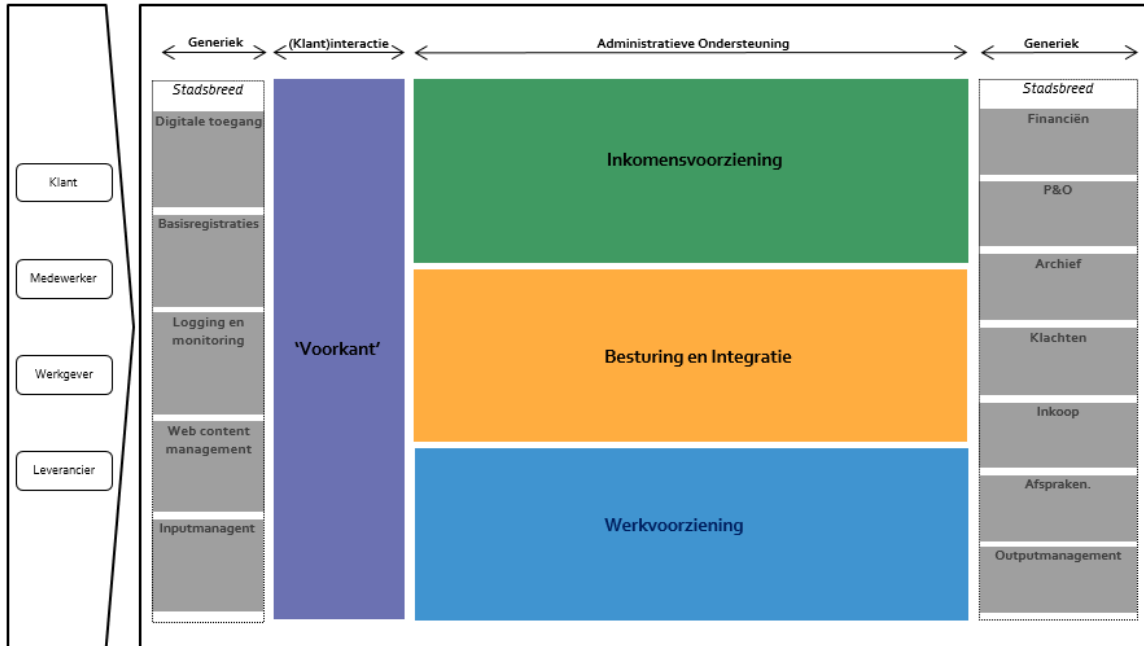 Generiek
(Klant)interactie
Administratieve Ondersteuning
Generiek
Klant
Medewerker
Werkgever
Leverancier
Stadsbreed
Digitale toegang
Basisregistraties
Logging en
monitoring
Web content
management
Inputmanagent
‘Voorkant’
Inkomensvoorziening
Besturing en Integratie
Werkvoorziening
Stadsbreed
Financiën
P&O
Archief
Klachten
Inkoop
Afspraken.
Outputmanagement